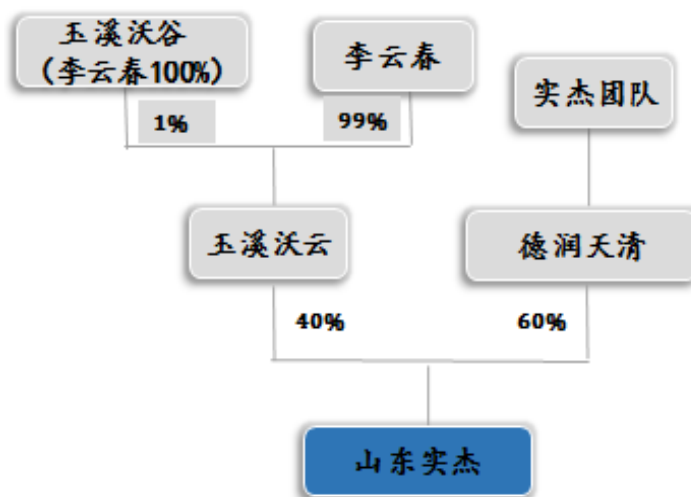 玉溪沃谷
（李云春100%）
李云春
实杰团队
1%
99%
玉溪沃云
德润天清
40%
60%
山东实杰